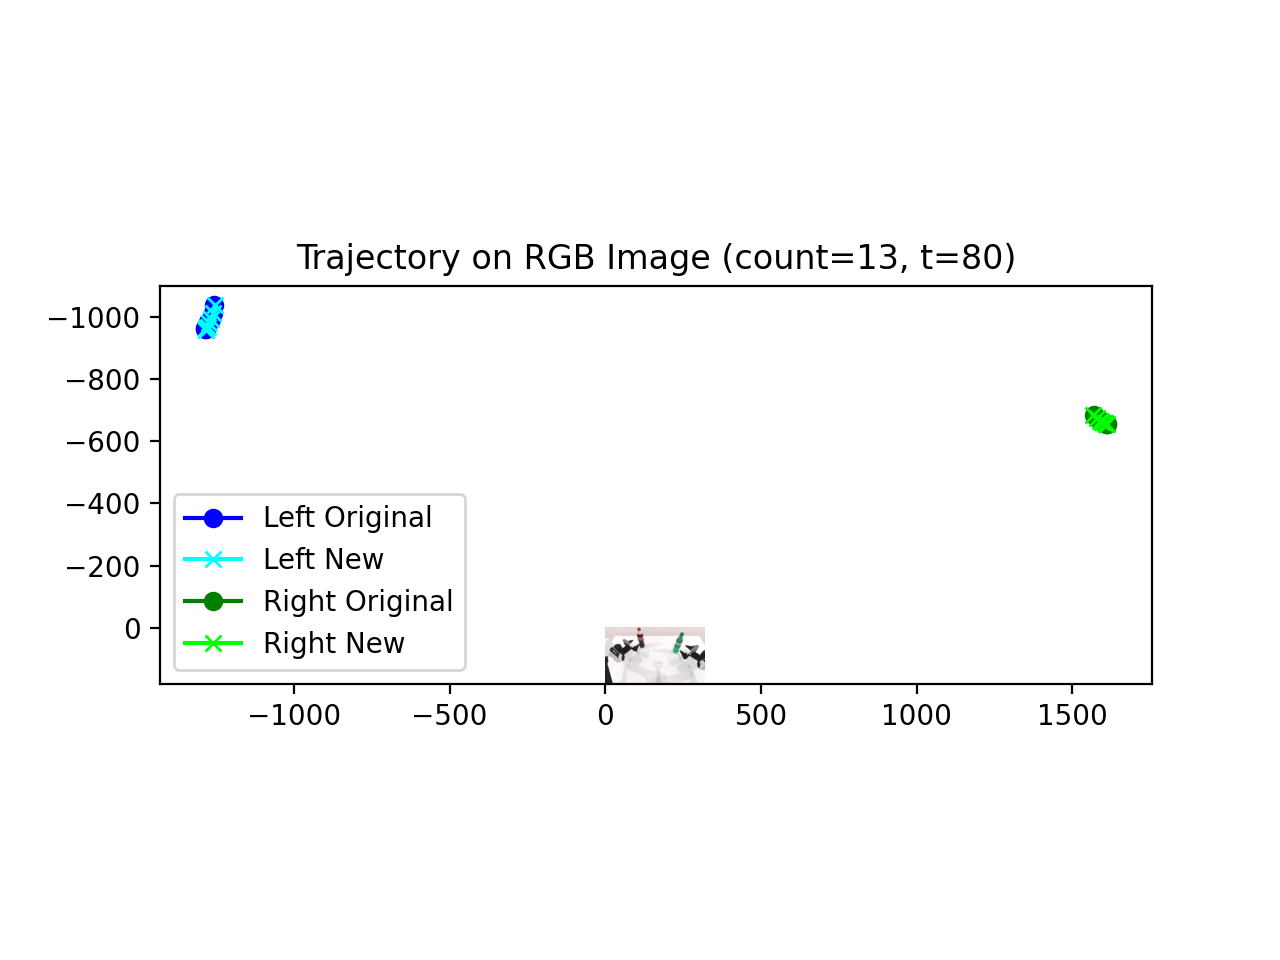 Trajectory on RGB Image (count=13, t=80)
−1000
−800
−600
−400
−200
0
Left Original
Left New
Right Original
Right New
−1000 −500 0 500 1000 1500